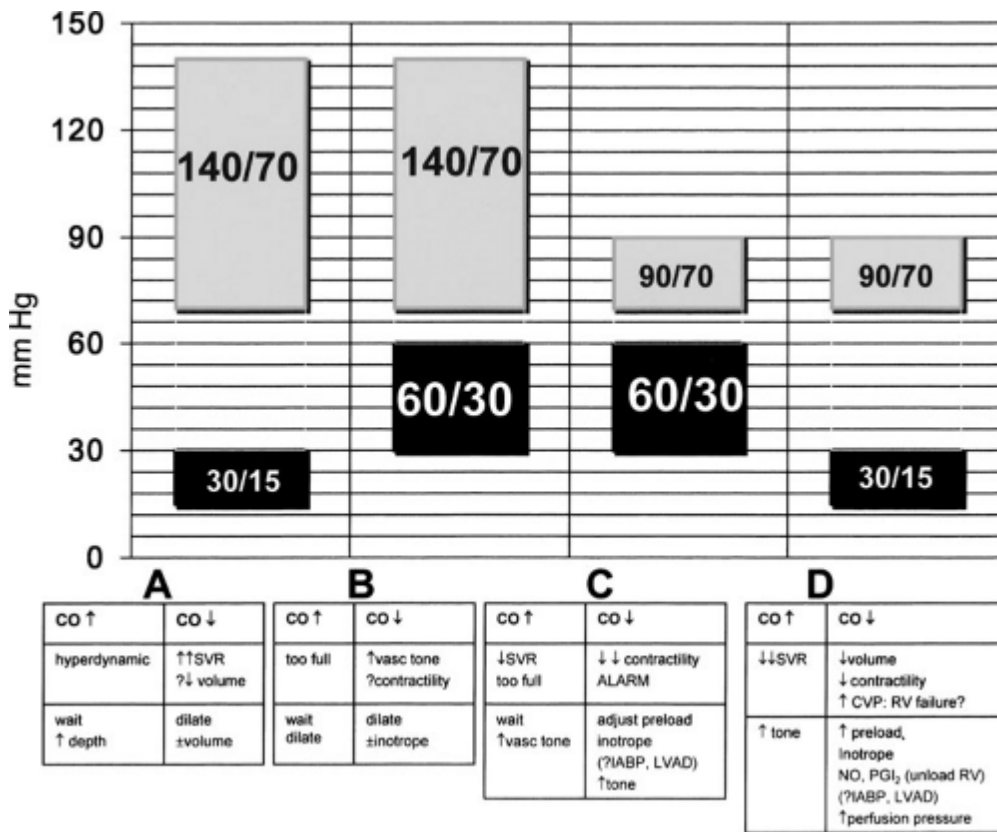 150
140/70
140/70
120
mm Hg
90
90/70
90/70
60
60/30
60/30
30
30/15
30/15
0
A
B
C
D
CO ↑
CO ↓
hyperdynamic
↑↑SVR
?↓ volume
wait
↑ depth
dilate
±volume
CO ↑
CO ↓
too full
↑vasc tone
?contractility
wait
dilate
dilate
±inotrope
CO ↑
CO ↓
↓SVR
too full
↓ ↓ contractility
ALARM
wait
↑vasc tone
adjust preload
inotrope
(?IABP, LVAD)
↑tone
CO ↑
CO ↓
↓↓SVR
↓volume
↓contractility
↑ CVP: RV failure?
↑ tone
↑ preload,
Inotrope
NO, PGI₂ (unload RV)
(?IABP, LVAD)
↑perfusion pressure